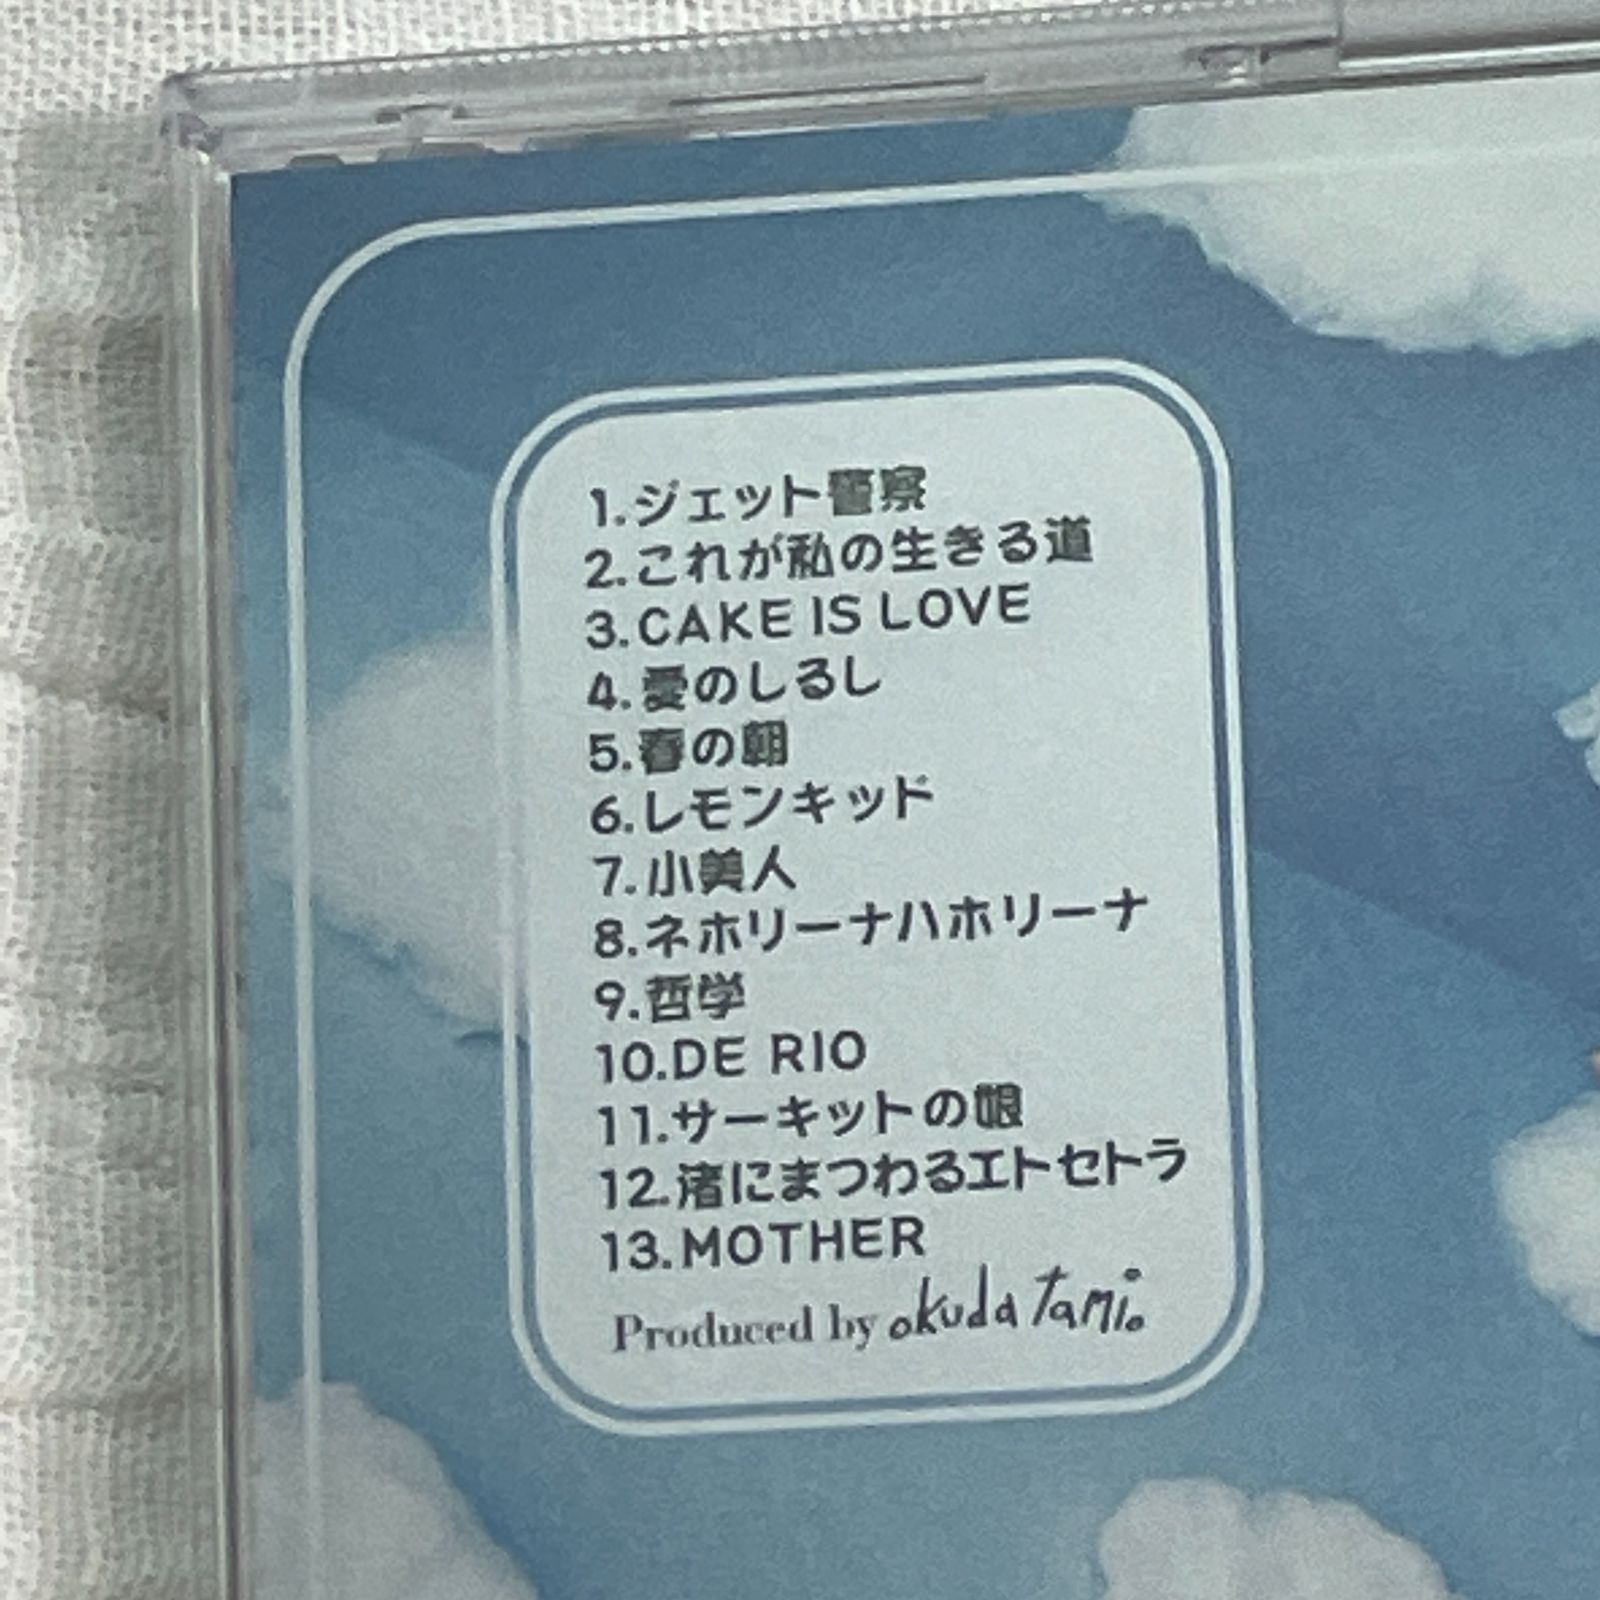 1.ジェット警察
2.これが私の生きる道
3.CAKE IS LOVE
4.愛のしるし
5.春の朝
6.レモンキッド
7.小美人
8.ネホリーナハホリーナ
9.哲学
10.DE RIO
11.サーキットの娘
12.渚にまつわるエトセトラ
13.MOTHER
Produced by okuda tami.